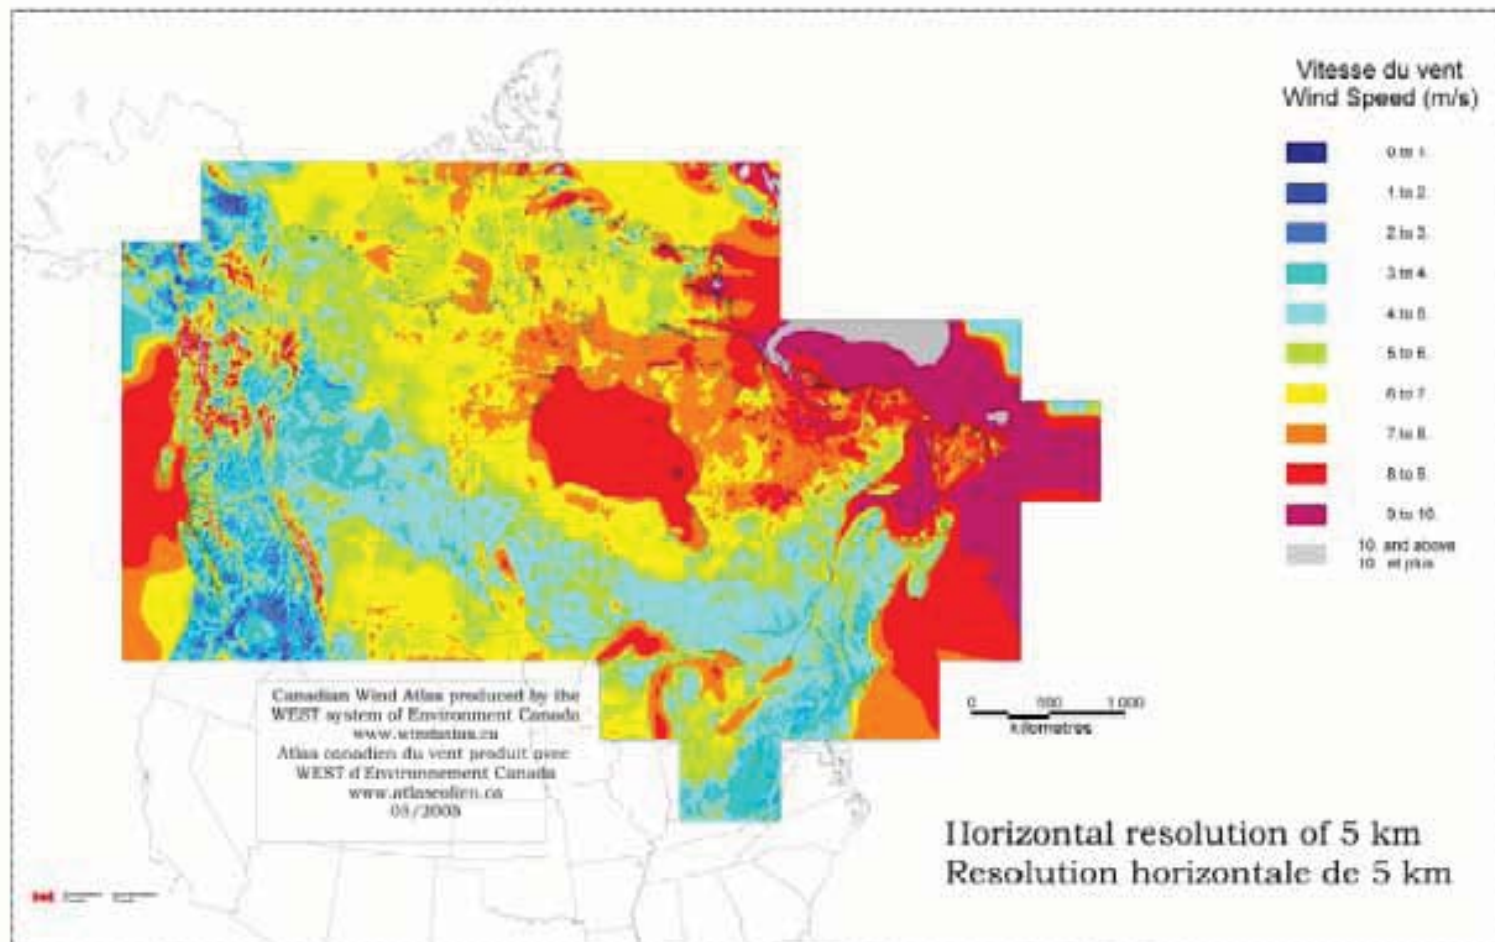 Vitesse du vent
Wind Speed (m/s)
0 to 1.
1 to 2.
2 to 3.
3 to 4.
4 to 5.
5 to 6.
6 to 7.
7 to 8.
8 to 9.
9 to 10.
10. and above
10. et plus
0 500 1 000
kilometres
Canadian Wind Atlas produced by the
WEST system of Environment Canada
www.windatlas.ca
Atlas canadien du vent produit avec
WEST d'Environnement Canada
www.atlaseolien.ca
Horizontal resolution of 5 km
Resolution horizontale de 5 km